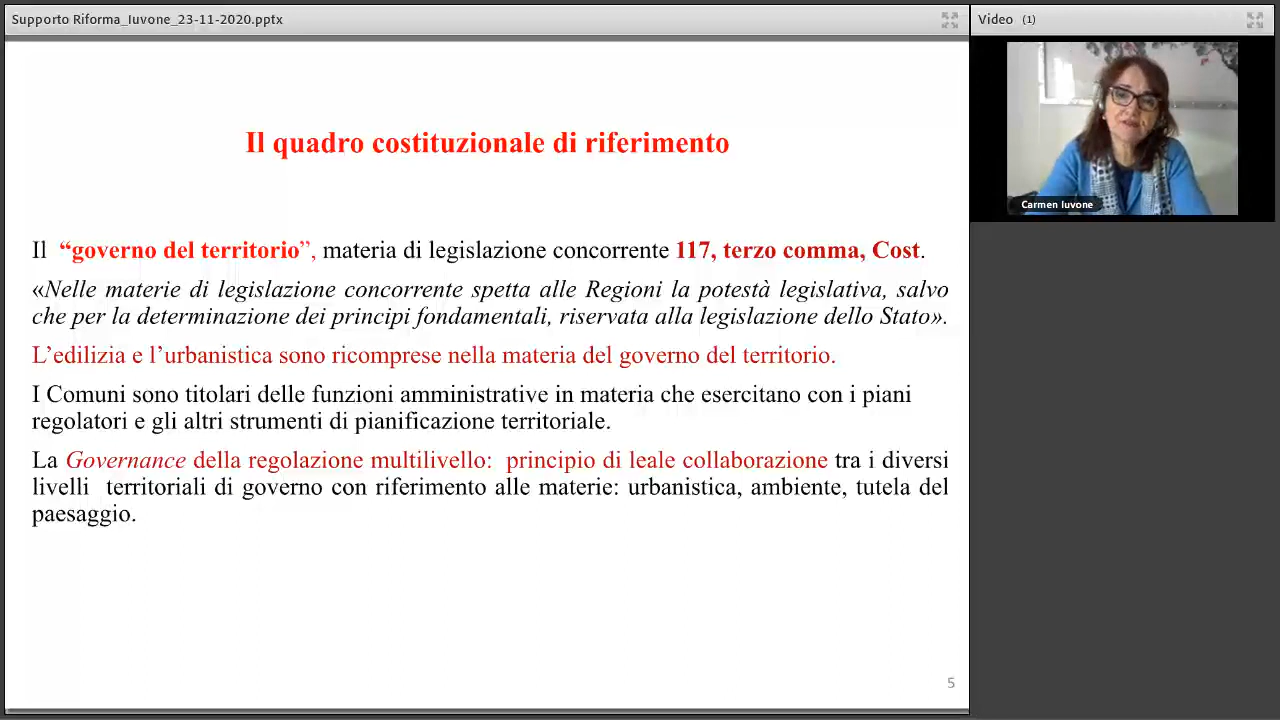 Supporto Riforma_Iuvone_23-11-2020.pptx
Video (1)
Carmen Iuvone
Il quadro costituzionale di riferimento
Il “governo del territorio”, materia di legislazione concorrente 117, terzo comma, Cost.
«Nelle materie di legislazione concorrente spetta alle Regioni la potestà legislativa, salvo
che per la determinazione dei principi fondamentali, riservata alla legislazione dello Stato».
L’edilizia e l’urbanistica sono ricomprese nella materia del governo del territorio.
I Comuni sono titolari delle funzioni amministrative in materia che esercitano con i piani
regolatori e gli altri strumenti di pianificazione territoriale.
La Governance della regolazione multilivello: principio di leale collaborazione tra i diversi
livelli territoriali di governo con riferimento alle materie: urbanistica, ambiente, tutela del
paesaggio.
5